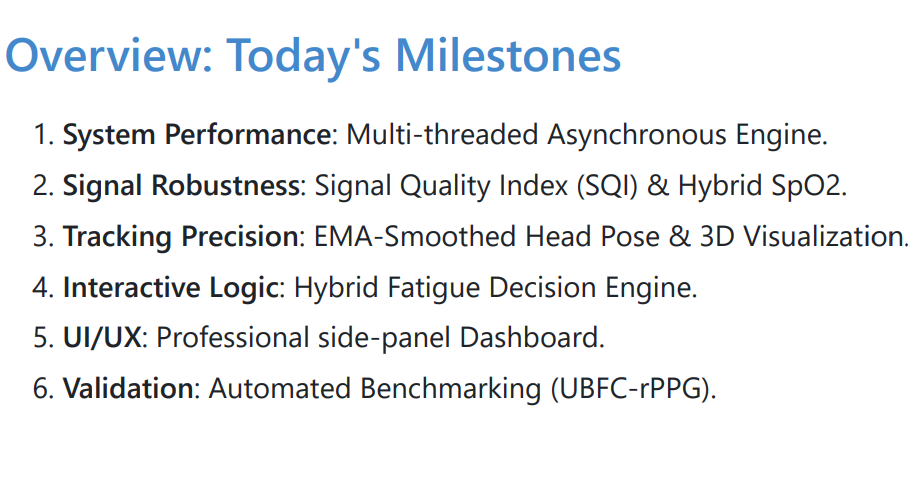 Overview: Today's Milestones
1. System Performance: Multi-threaded Asynchronous Engine.
2. Signal Robustness: Signal Quality Index (SQI) & Hybrid SpO2.
3. Tracking Precision: EMA-Smoothed Head Pose & 3D Visualization.
4. Interactive Logic: Hybrid Fatigue Decision Engine.
5. UI/UX: Professional side-panel Dashboard.
6. Validation: Automated Benchmarking (UBFC-rPPG).